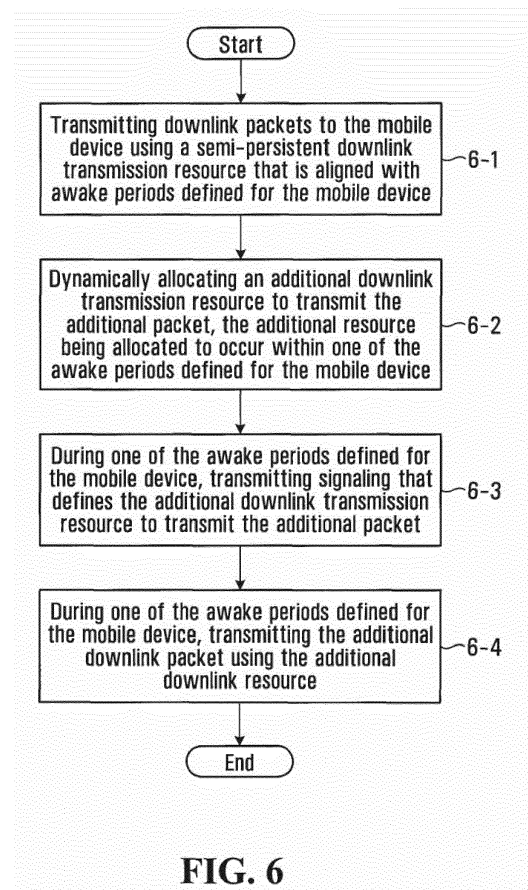 Start
Transmitting downlink packets to the mobile
device using a semi-persistent downlink
transmission resource that is aligned with
awake periods defined for the mobile device
6-1
Dynamically allocating an additional downlink
transmission resource to transmit the
additional packet, the additional resource
being allocated to occur within one of the
awake periods defined for the mobile device
6-2
During one of the awake periods defined for
the mobile device, transmitting signaling that
defines the additional downlink transmission
resource to transmit the additional packet
6-3
During one of the awake periods defined for
the mobile device, transmitting the additional
downlink packet using the additional
downlink resource
6-4
End
FIG. 6